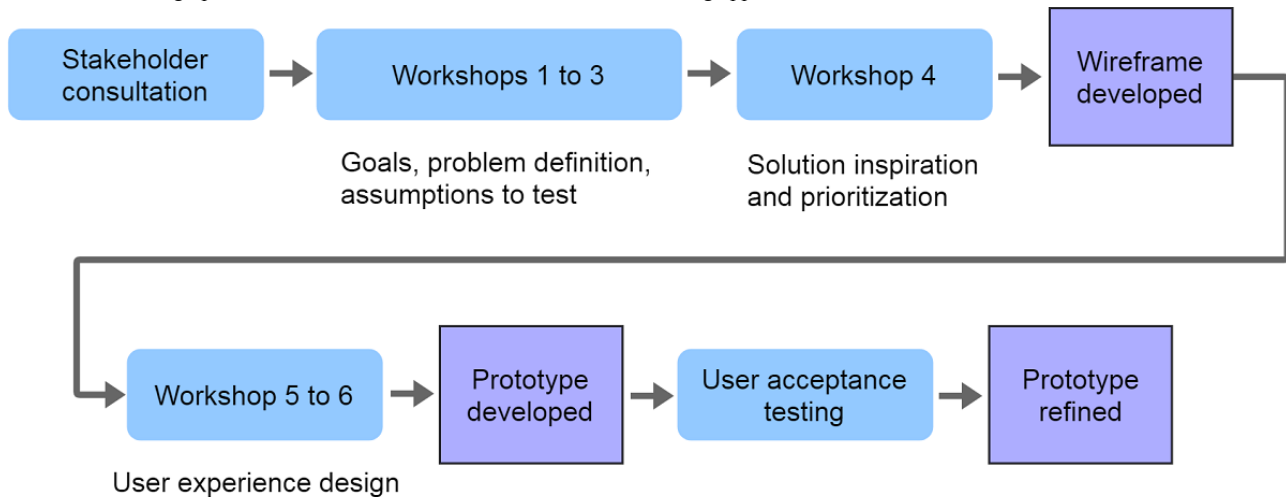 Stakeholder
consultation
Workshops 1 to 3
Goals, problem definition,
assumptions to test
Workshop 4
Solution inspiration
and prioritization
Wireframe
developed
Workshop 5 to 6
User experience design
Prototype
developed
User acceptance
testing
Prototype
refined